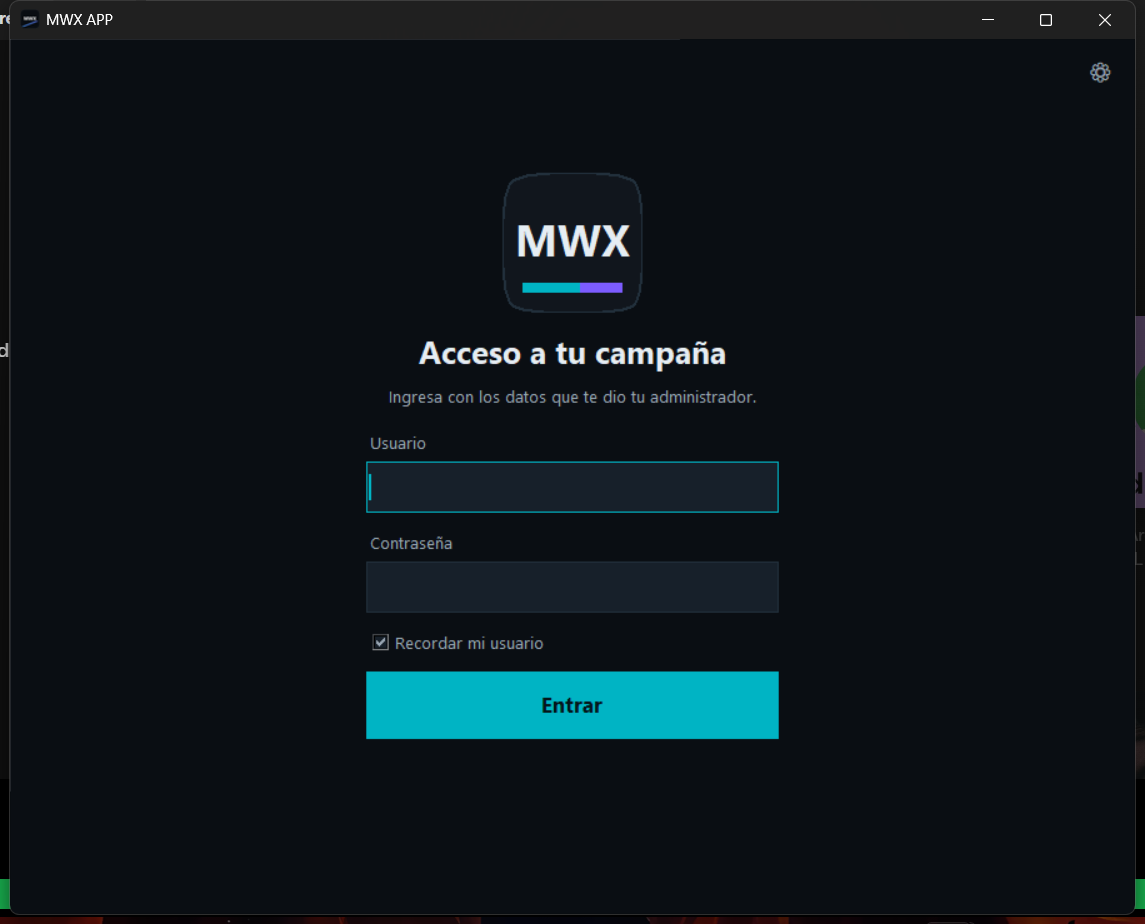 MWX APP
MWX
Acceso a tu campaña
Ingresa con los datos que te dio tu administrador.
Usuario
Contraseña
Recordar mi usuario
Entrar